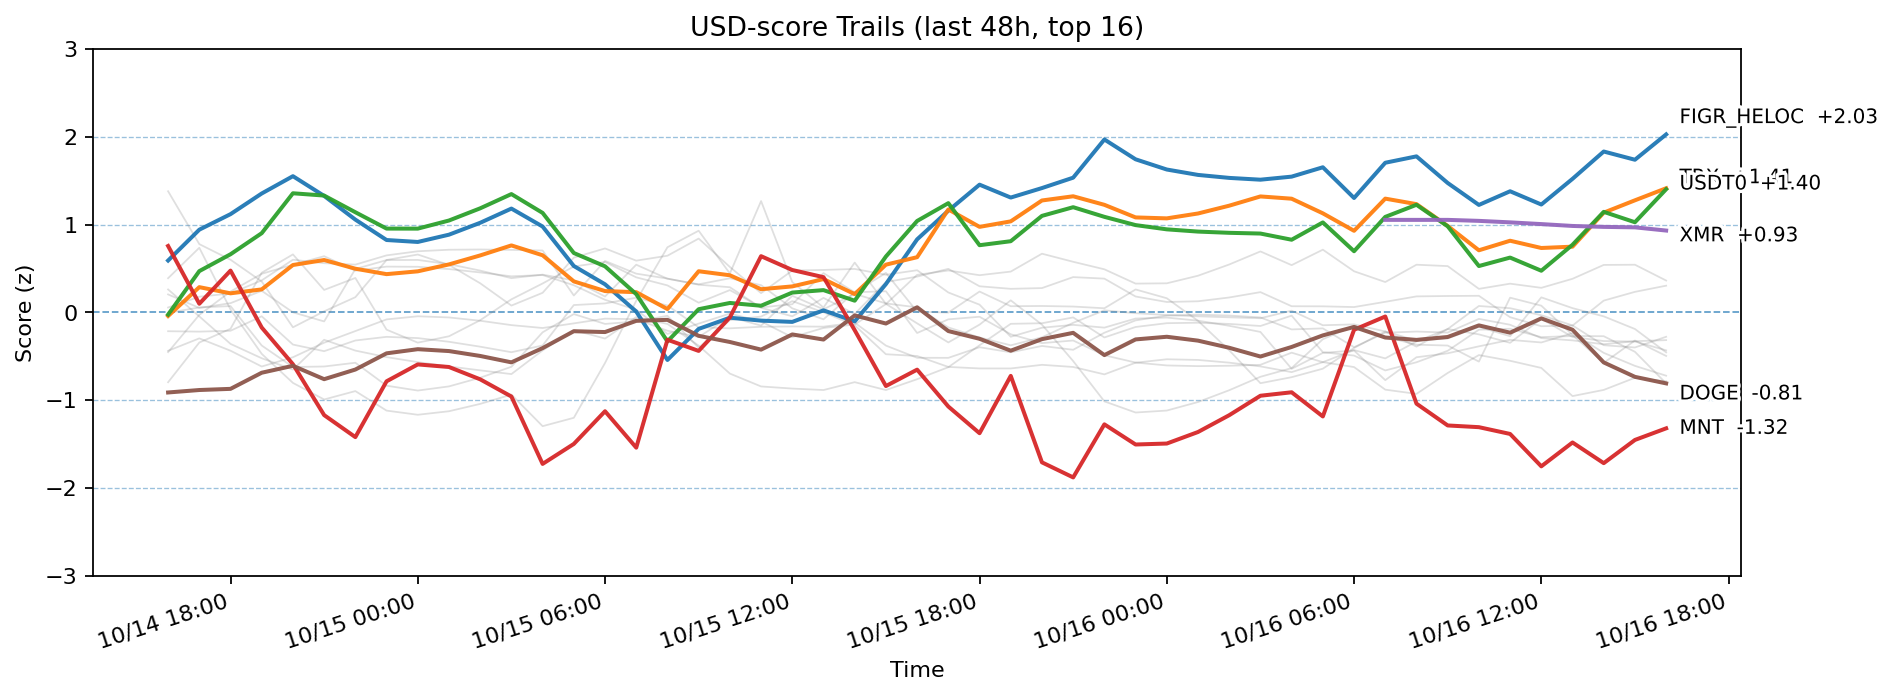 USD-score Trails (last 48h, top 16)
3
2
1
0
−1
−2
−3
Score (z)
FIGR_HELOC +2.03
USDT0 +1.40
XMR +0.93
DOGE -0.81
MNT -1.32
10/14 18:00
10/15 00:00
10/15 06:00
10/15 12:00
10/15 18:00
10/16 00:00
10/16 06:00
10/16 12:00
10/16 18:00
Time